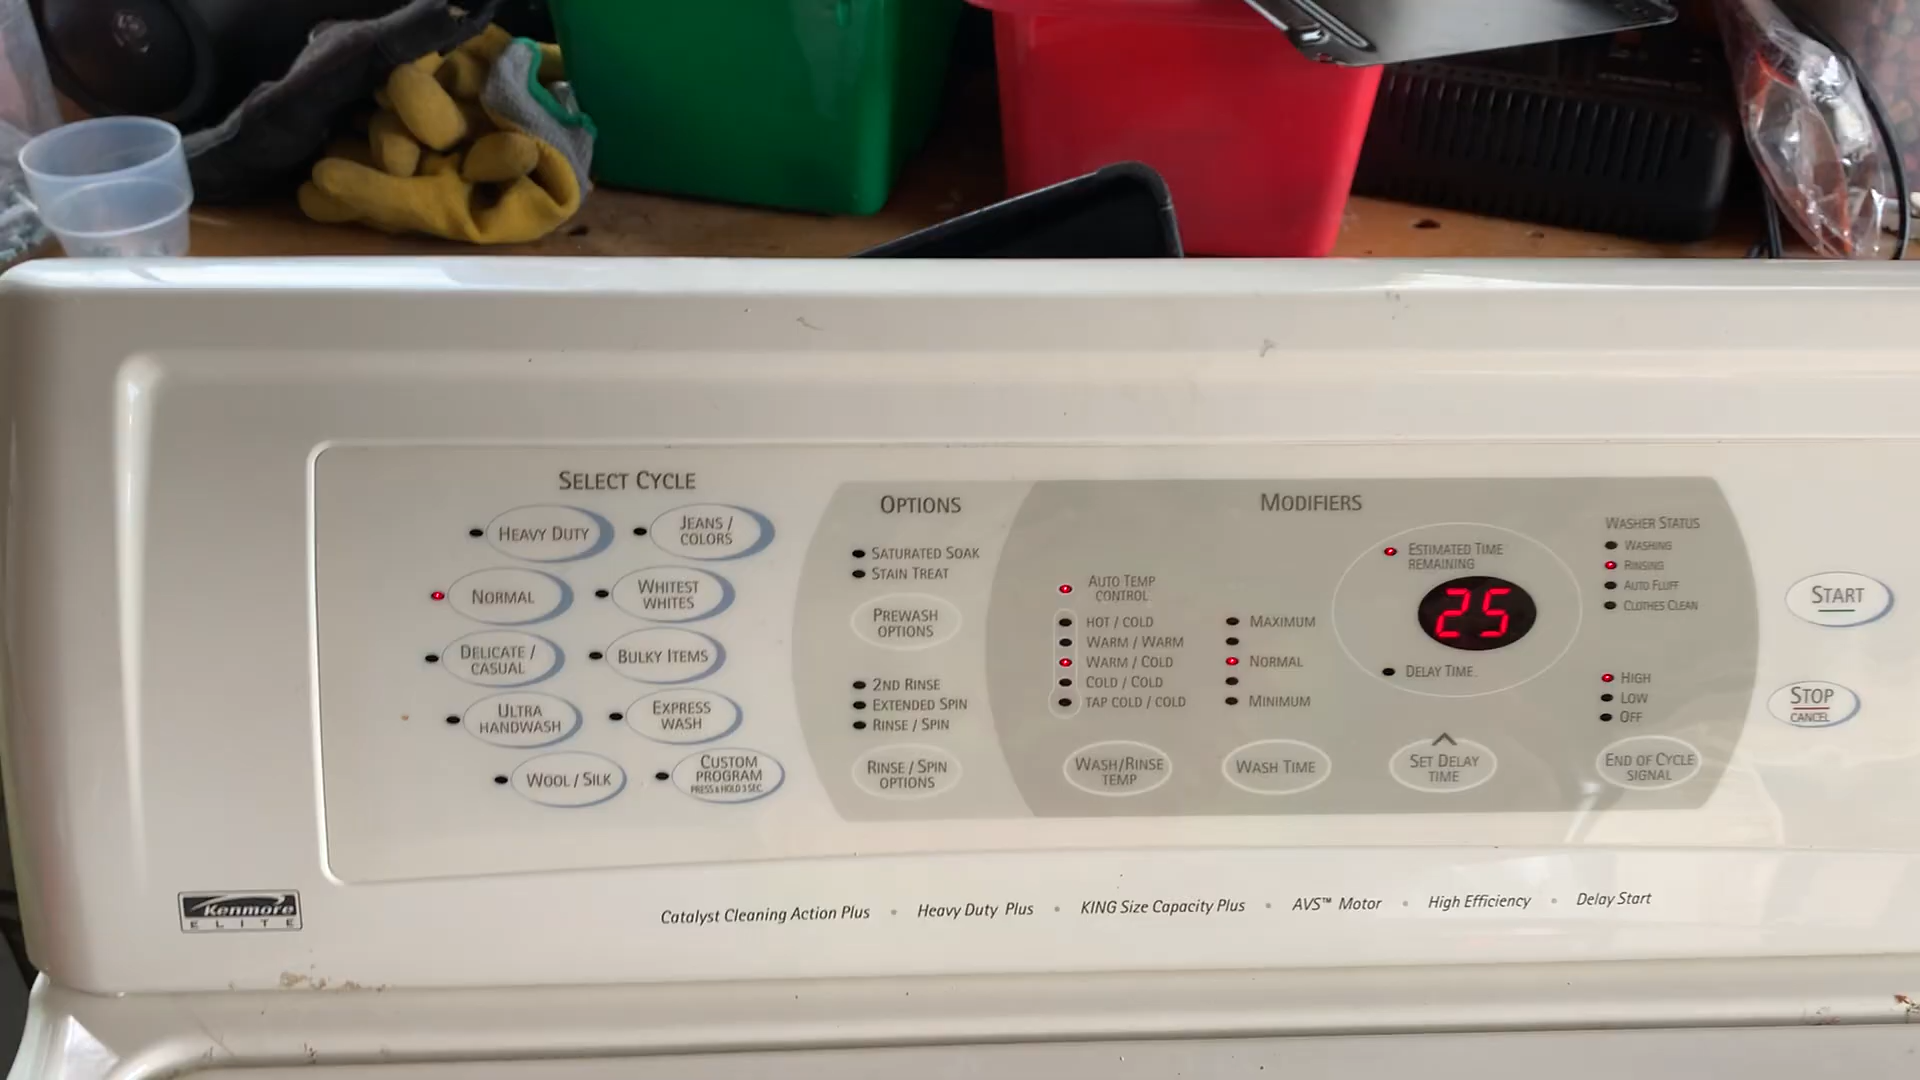 SELECT CYCLE
HEAVY DUTY
JEANS /
COLORS
NORMAL
WHITEST
WHITES
DELICATE /
CASUAL
BULKY ITEMS
ULTRA
HANDWASH
EXPRESS
WASH
WOOL / SILK
CUSTOM
PROGRAM
PRESS & HOLD 3 SEC.
OPTIONS
SATURATED SOAK
STAIN TREAT
PREWASH
OPTIONS
2ND RINSE
EXTENDED SPIN
RINSE / SPIN
RINSE / SPIN
OPTIONS
MODIFIERS
AUTO TEMP
CONTROL
HOT / COLD
WARM / WARM
WARM / COLD
COLD / COLD
TAP COLD / COLD
WASH/RINSE
TEMP
MAXIMUM
NORMAL
MINIMUM
WASH TIME
ESTIMATED TIME
REMAINING
25
DELAY TIME
SET DELAY
TIME
WASHER STATUS
WASHING
RINSING
AUTO FLUFF
CLOTHES CLEAN
HIGH
LOW
OFF
END OF CYCLE
SIGNAL
START
STOP
CANCEL
Kenmore
ELITE
Catalyst Cleaning Action Plus • Heavy Duty Plus • KING Size Capacity Plus • AVS™ Motor • High Efficiency • Delay Start